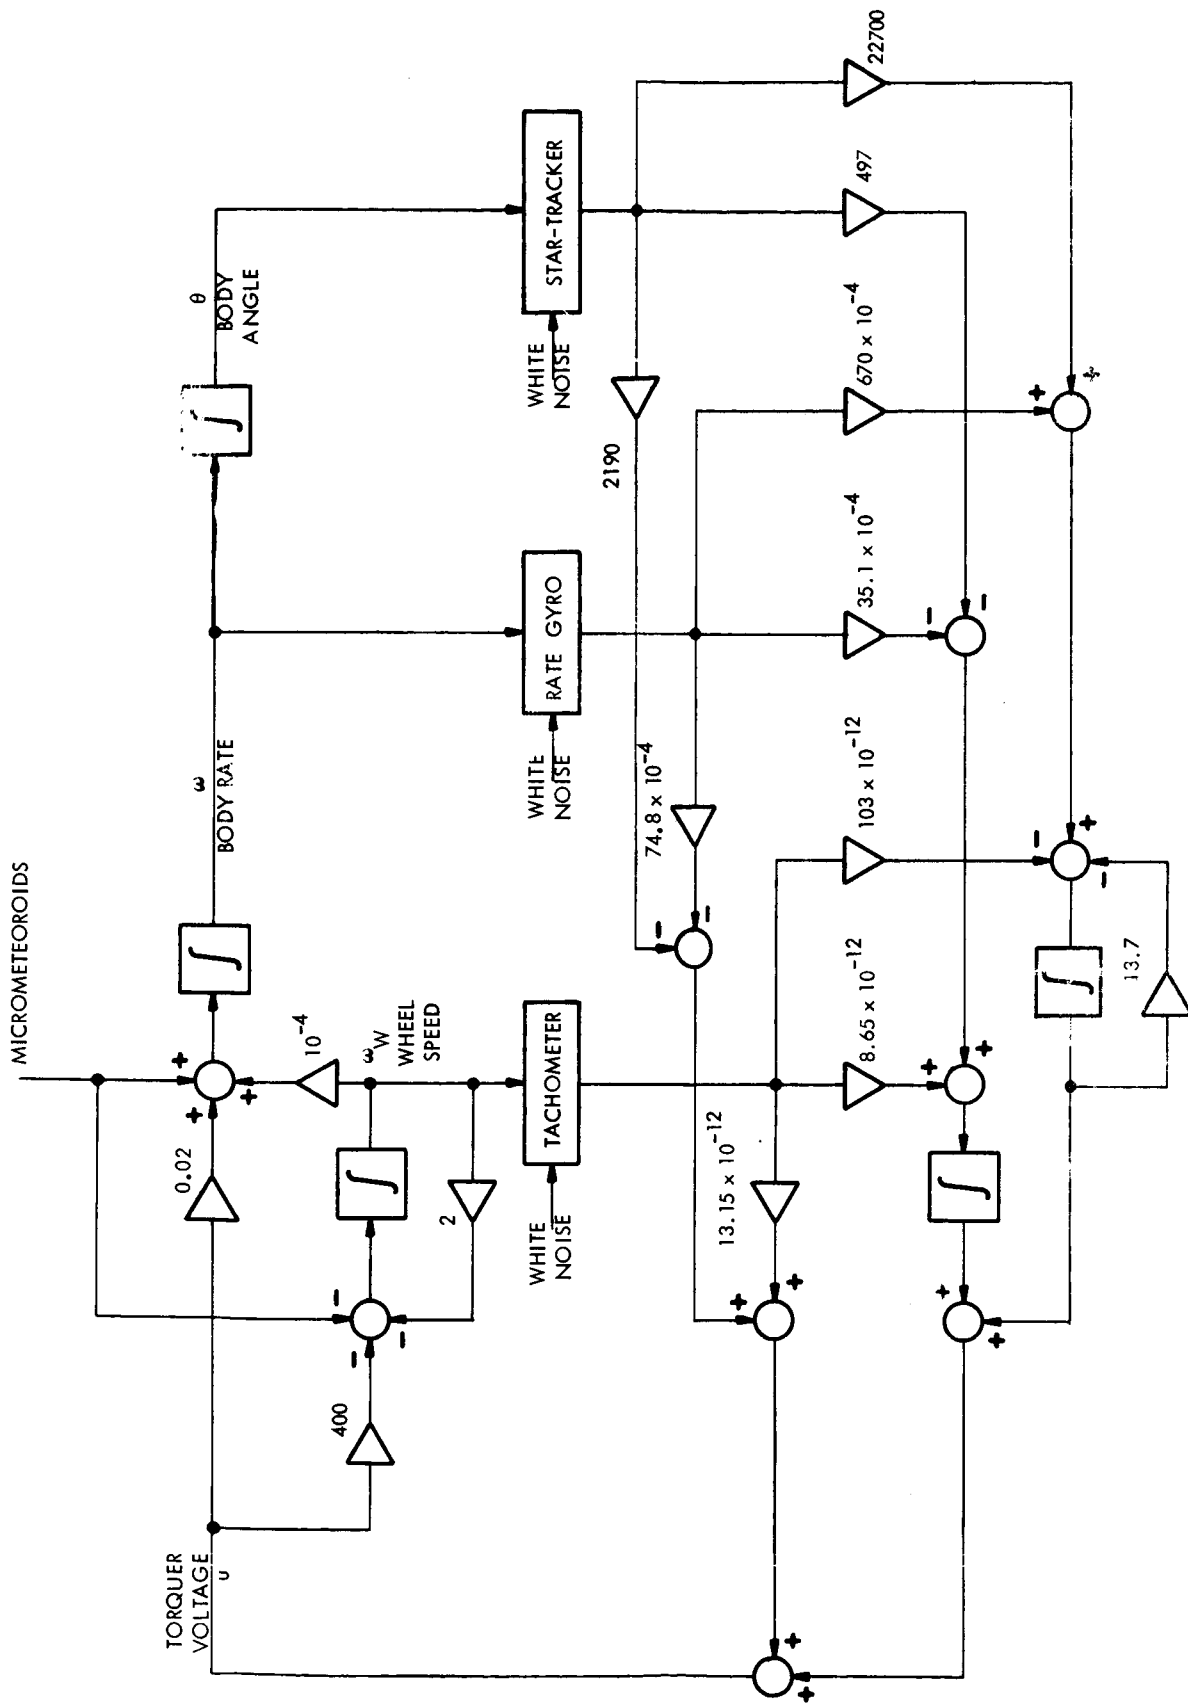 MICROMETEOROIDS
TORQUER
VOLTAGE
υ
0.02
+
+
+
ω
BODY RATE
θ
BODY
ANGLE
400
-
-
-
10⁻⁴
ωW
WHEEL
SPEED
2
WHITE
NOISE
TACHOMETER
WHITE
NOISE
RATE GYRO
WHITE
NOISE
STAR-TRACKER
2190
74.8 × 10⁻⁴
-
-
13.15 × 10⁻¹²
+
+
8.65 × 10⁻¹²
103 × 10⁻¹²
35.1 × 10⁻⁴
670 × 10⁻⁴
497
22700
+
+
-
-
+
+
+
+
-
+
-
13.7
+
+